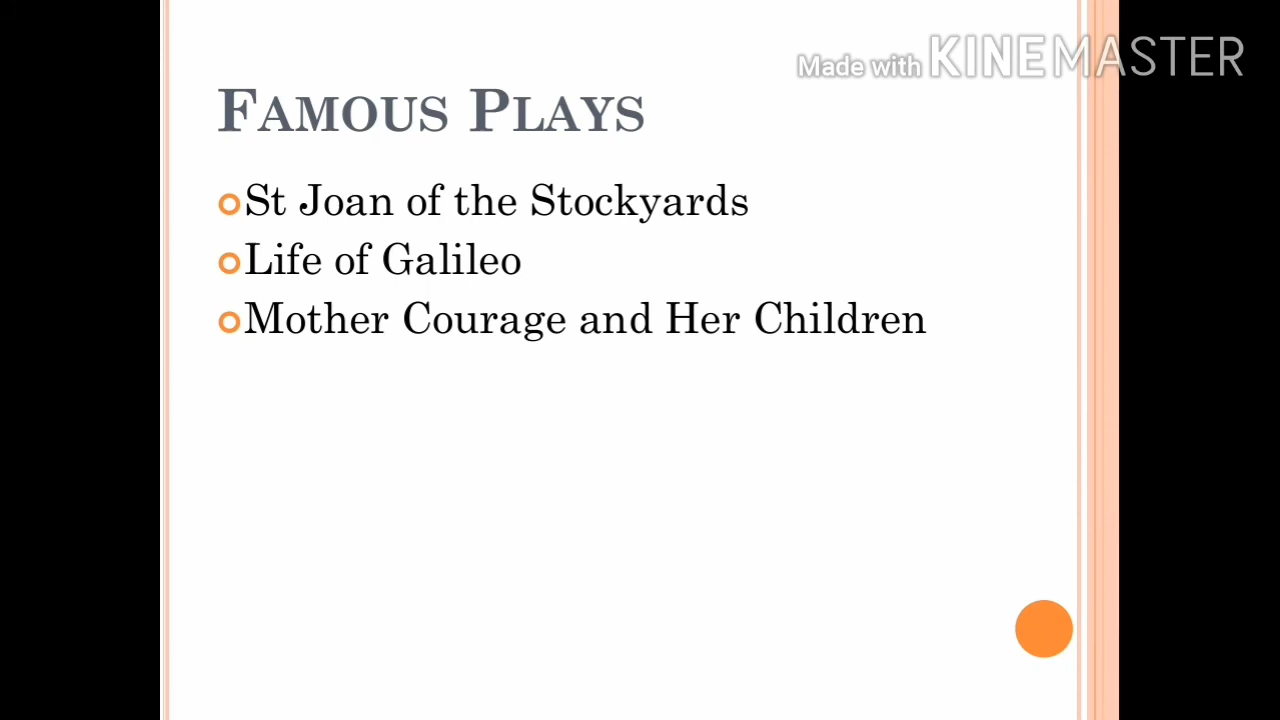 Made with KINEMASTER
FAMOUS PLAYS
St Joan of the Stockyards
Life of Galileo
Mother Courage and Her Children